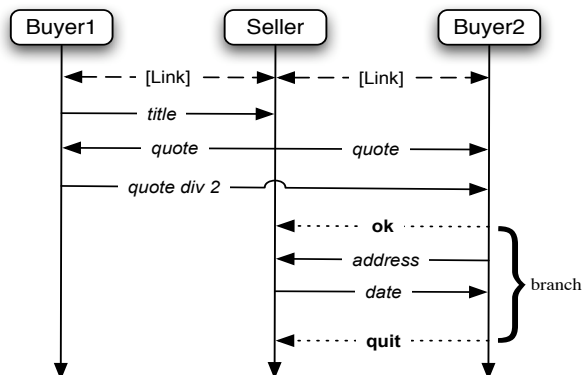 Buyer1 Seller Buyer2
[Link] [Link]
title
quote quote
quote div 2
ok
address
branch
date
quit